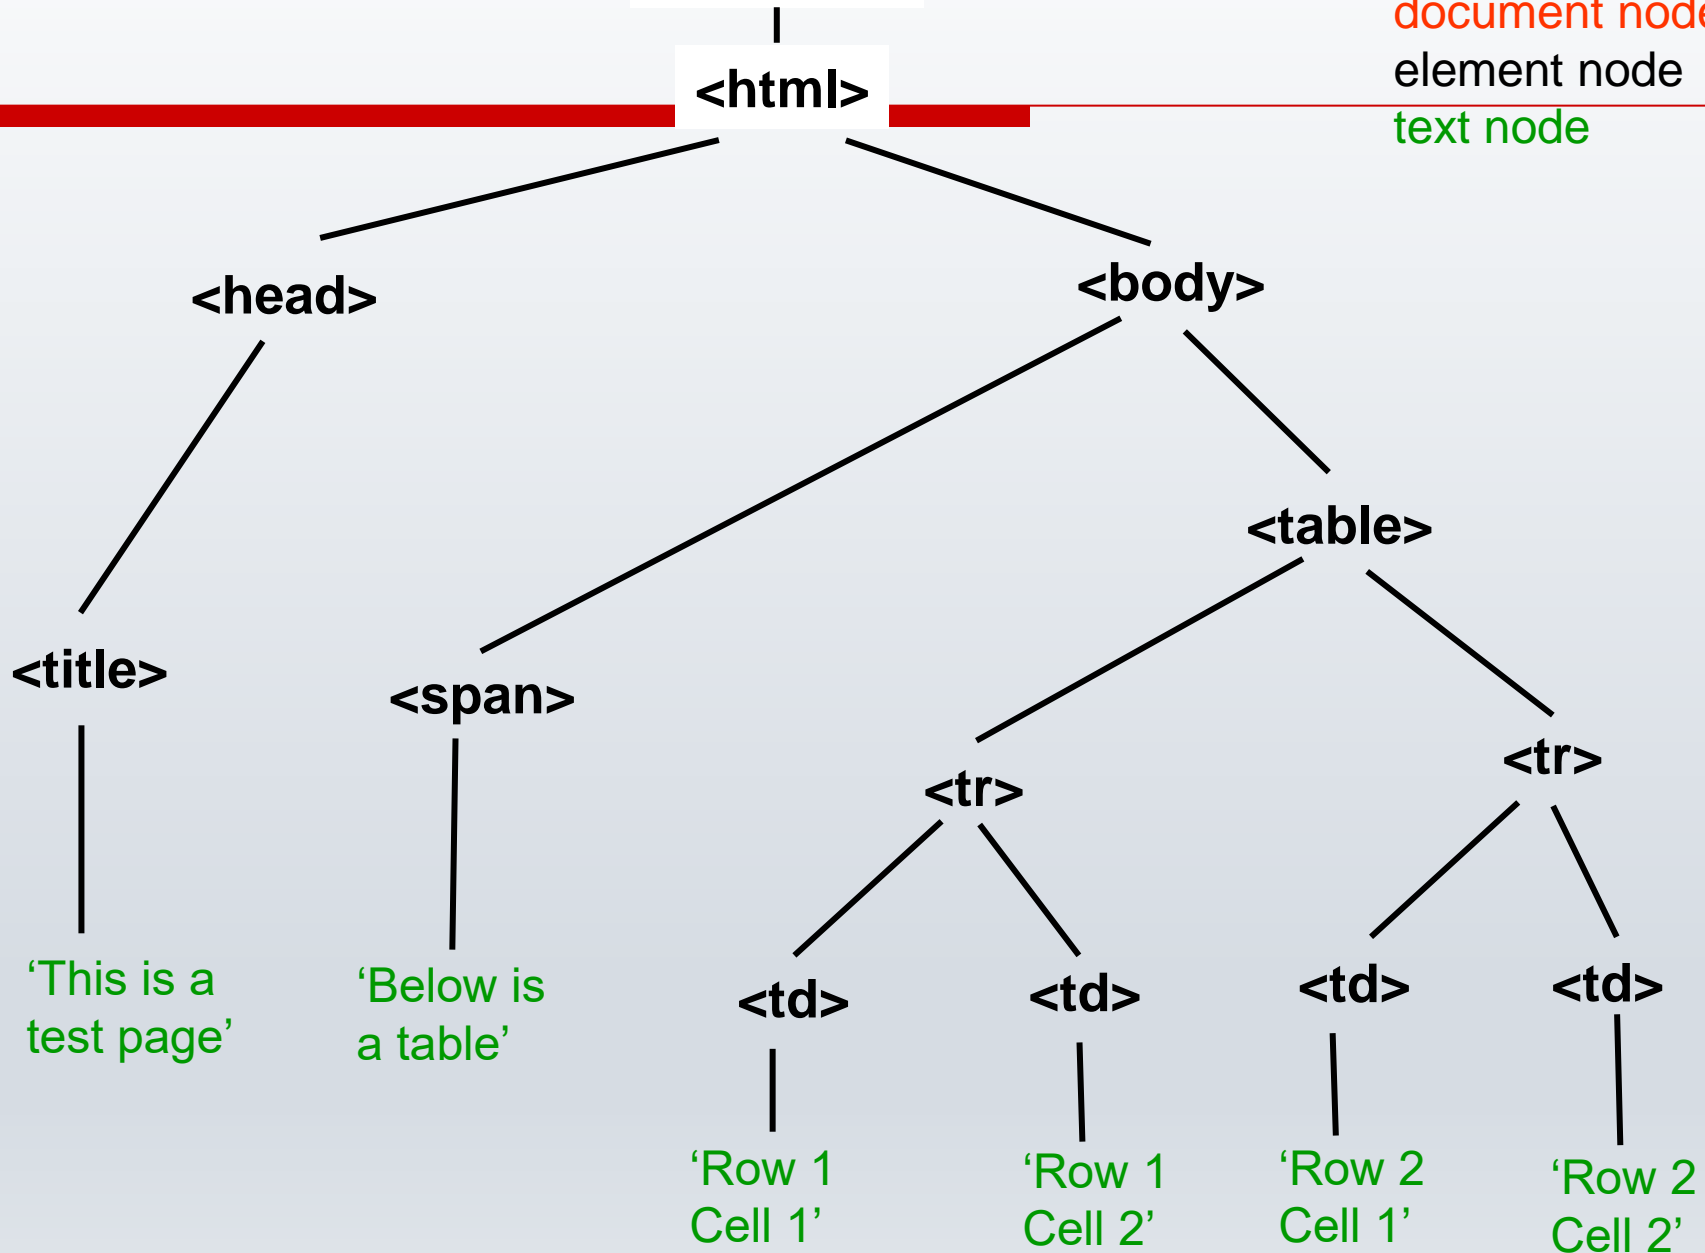 document node
element node
text node
<html>
<head>
<body>
<table>
<title>
<span>
<tr>
<tr>
‘This is a
test page’
‘Below is
a table’
<td>
<td>
<td>
<td>
‘Row 1
Cell 1’
‘Row 1
Cell 2’
‘Row 2
Cell 1’
‘Row 2
Cell 2’